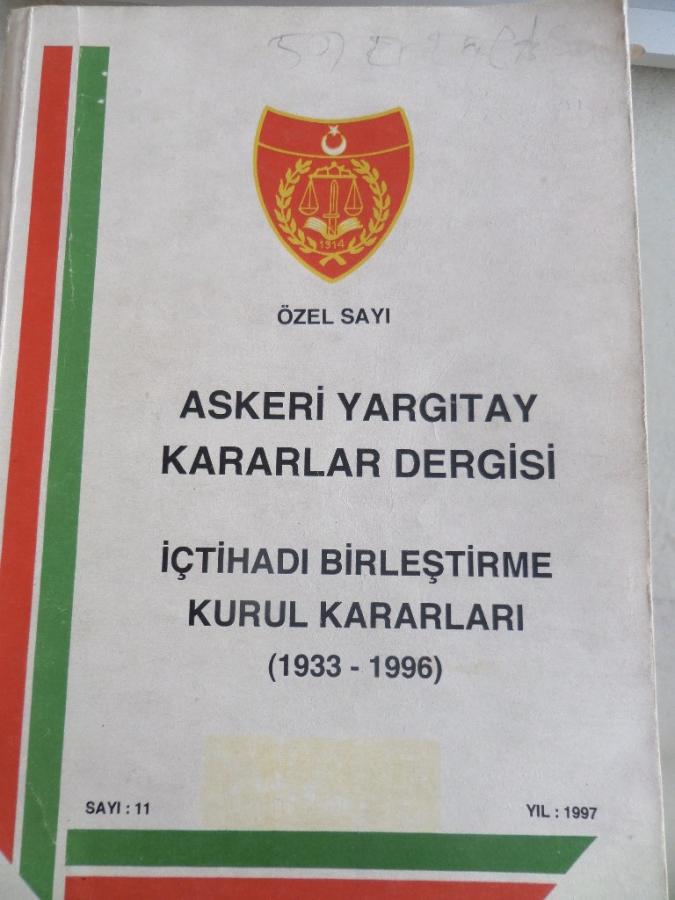 1914
ÖZEL SAYI
ASKERİ YARGITAY
KARARLAR DERGİSİ
İÇTİHADI BİRLEŞTİRME
KURUL KARARLARI
(1933 - 1996)
SAYI : 11
YIL : 1997